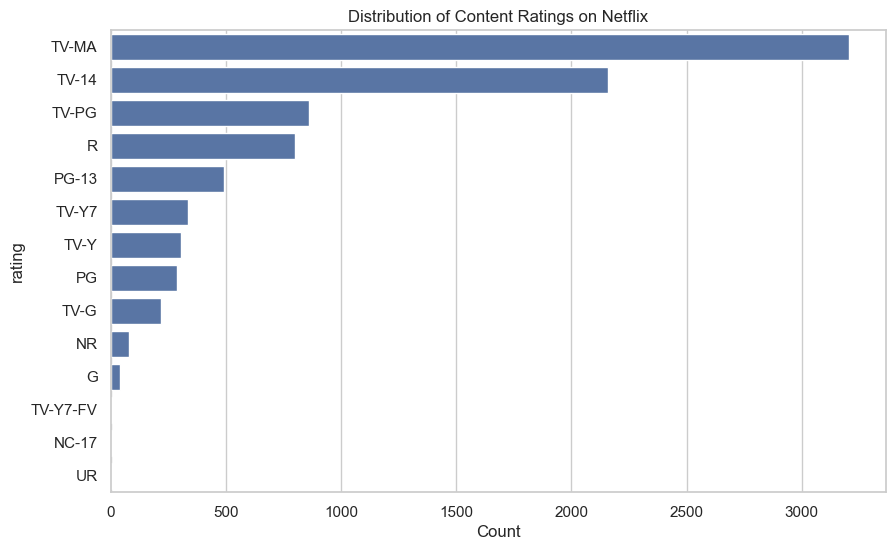 Distribution of Content Ratings on Netflix
TV-MA
TV-14
TV-PG
R
PG-13
TV-Y7
TV-Y
PG
TV-G
NR
G
TV-Y7-FV
NC-17
UR
rating
0 500 1000 1500 2000 2500 3000
Count